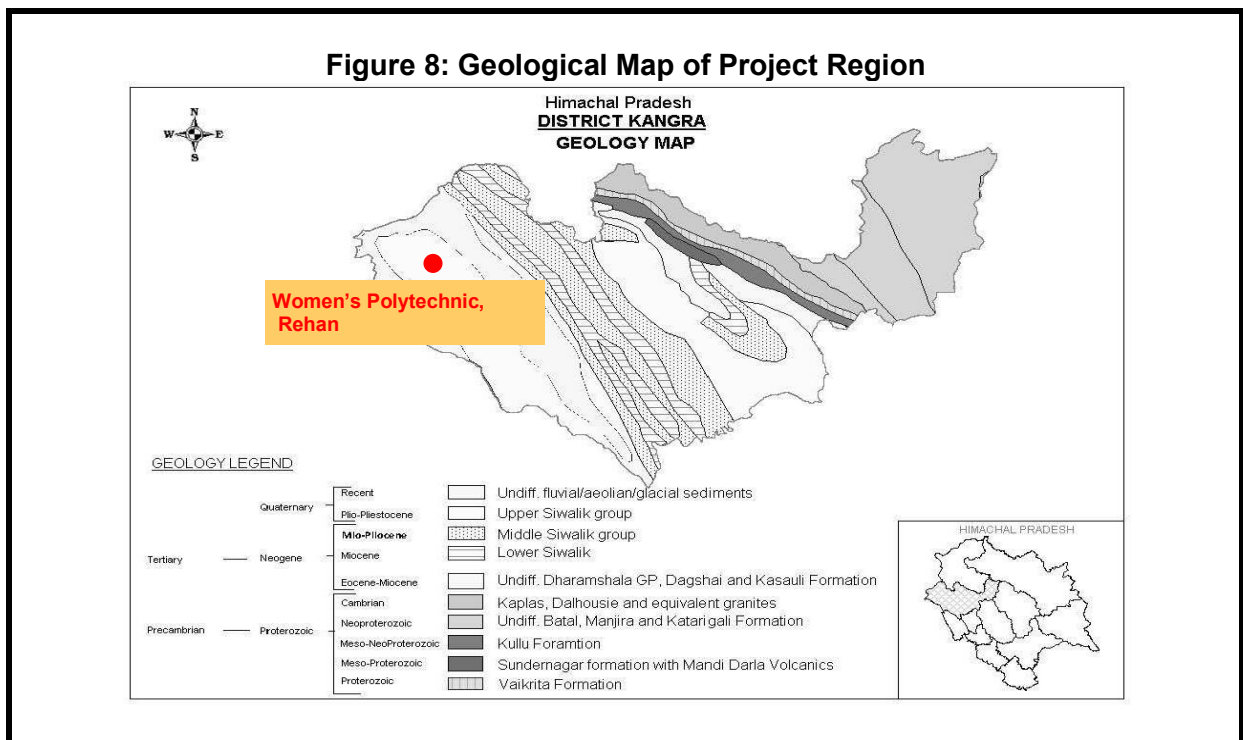 Figure 8: Geological Map of Project Region
Himachal Pradesh
DISTRICT KANGRA
GEOLOGY MAP
N
W E
S
Women's Polytechnic,
Rehan
GEOLOGY LEGEND
Recent Undiff. fluvial/aeolian/glacial sediments
Quaternary
Plio-Pliestocene Upper Siwalik group
Mio-Pliocene Middle Siwalik group
Tertiary Neogene Miocene Lower Siwalik
Eocene-Miocene Undiff. Dharamshala GP, Dagshai and Kasauli Formation
Cambrian Kaplas, Dalhousie and equivalent granites
Neoproterozoic Undiff. Batal, Manjira and Katarigali Formation
Precambrian Proterozoic
Meso-NeoProterozoic Kullu Foramtion
Meso-Proterozoic Sundernagar formation with Mandi Darla Volcanics
Proterozoic Vaikrita Formation
HIMACHAL PRADESH